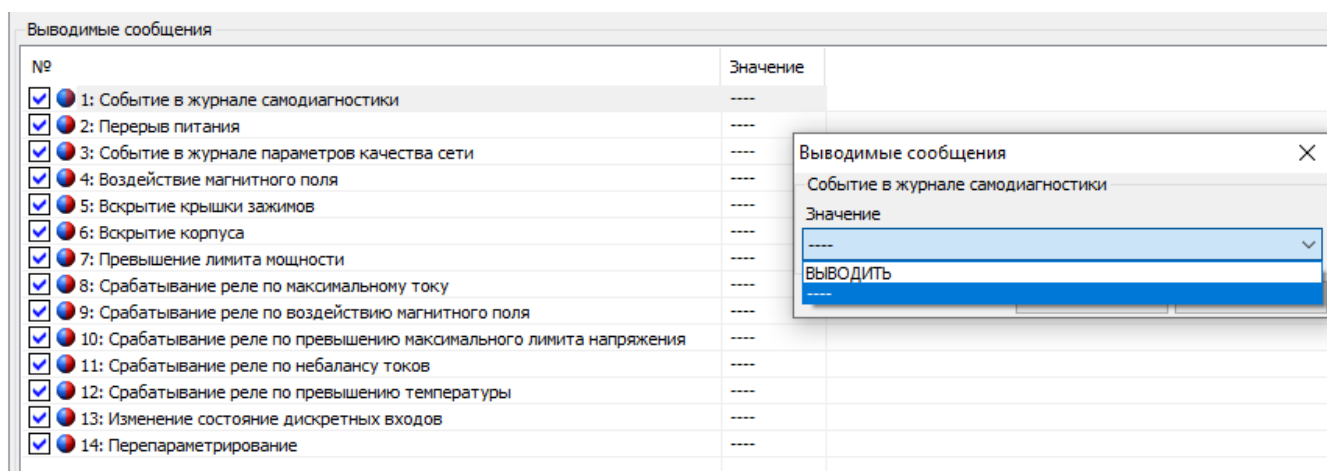 Выводимые сообщения
№ Значение
1: Событие в журнале самодиагностики ----
2: Перерыв питания ----
3: Событие в журнале параметров качества сети ----
4: Воздействие магнитного поля ----
5: Вскрытие крышки зажимов ----
6: Вскрытие корпуса ----
7: Превышение лимита мощности ----
8: Срабатывание реле по максимальному току ----
9: Срабатывание реле по воздействию магнитного поля ----
10: Срабатывание реле по превышению максимального лимита напряжения ----
11: Срабатывание реле по небалансу токов ----
12: Срабатывание реле по превышению температуры ----
13: Изменение состояние дискретных входов ----
14: Перепараметрирование ----
Выводимые сообщения
Событие в журнале самодиагностики
Значение
----
ВЫВОДИТЬ
----